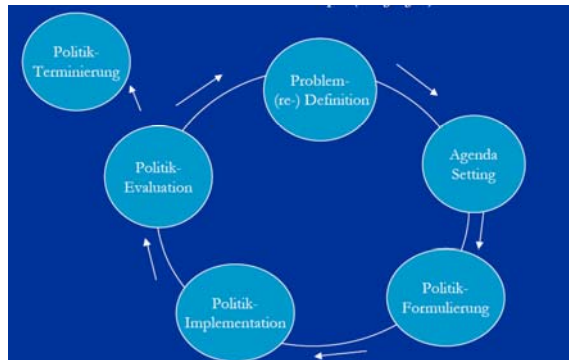 Politik-
Terminierung
Problem-
(re-) Definition
Agenda
Setting
Politik-
Formulierung
Politik-
Implementation
Politik-
Evaluation